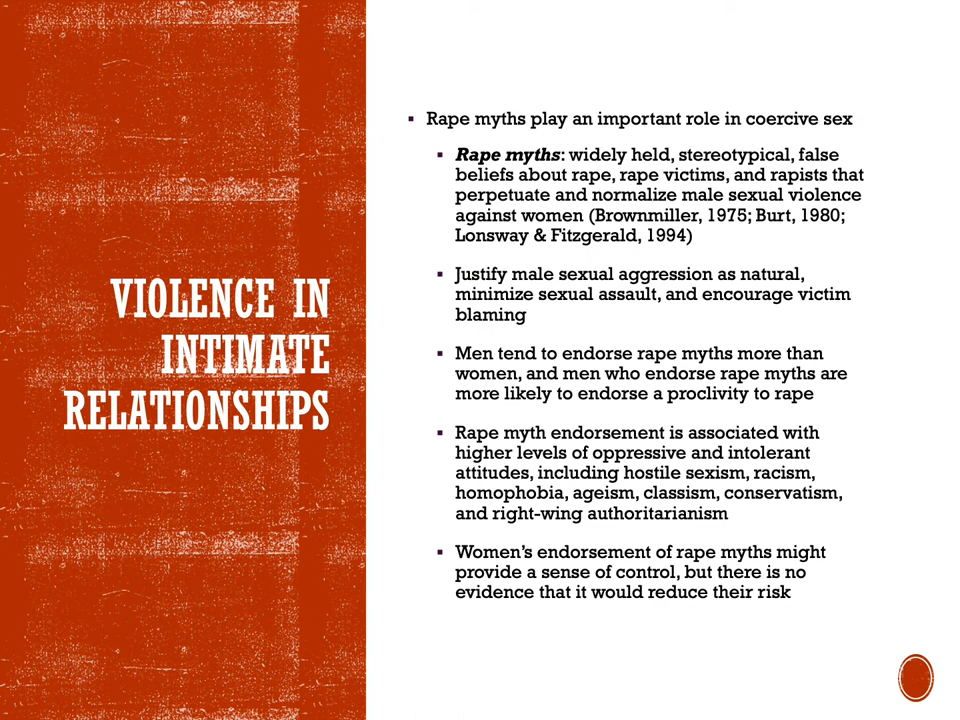 VIOLENCE IN
INTIMATE
RELATIONSHIPS
▪ Rape myths play an important role in coercive sex
▪ Rape myths: widely held, stereotypical, false
beliefs about rape, rape victims, and rapists that
perpetuate and normalize male sexual violence
against women (Brownmiller, 1975; Burt, 1980;
Lonsway & Fitzgerald, 1994)
▪ Justify male sexual aggression as natural,
minimize sexual assault, and encourage victim
blaming
▪ Men tend to endorse rape myths more than
women, and men who endorse rape myths are
more likely to endorse a proclivity to rape
▪ Rape myth endorsement is associated with
higher levels of oppressive and intolerant
attitudes, including hostile sexism, racism,
homophobia, ageism, classism, conservatism,
and right-wing authoritarianism
▪ Women’s endorsement of rape myths might
provide a sense of control, but there is no
evidence that it would reduce their risk